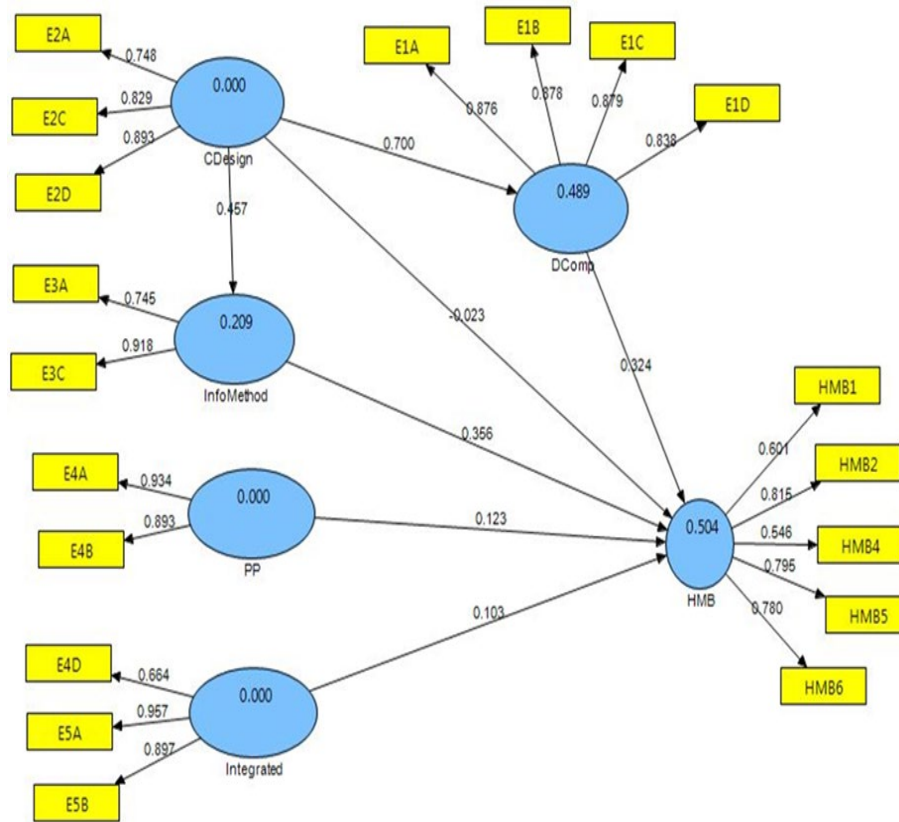 E2A
0.748
E2C
0.829
0.893
E2D
0.000
CDesign
0.700
0.457
E1A
E1B
E1C
E1D
0.876
0.878
0.879
0.838
0.489
DComp
E3A
0.745
E3C
0.918
0.209
InfoMethod
-0.023
0.324
0.356
E4A
0.934
E4B
0.893
0.000
PP
0.123
HMB1
0.601
HMB2
0.815
0.504
HMB
0.546
HMB4
0.795
HMB5
0.780
HMB6
0.103
E4D
0.664
E5A
0.957
0.897
E5B
0.000
Integrated